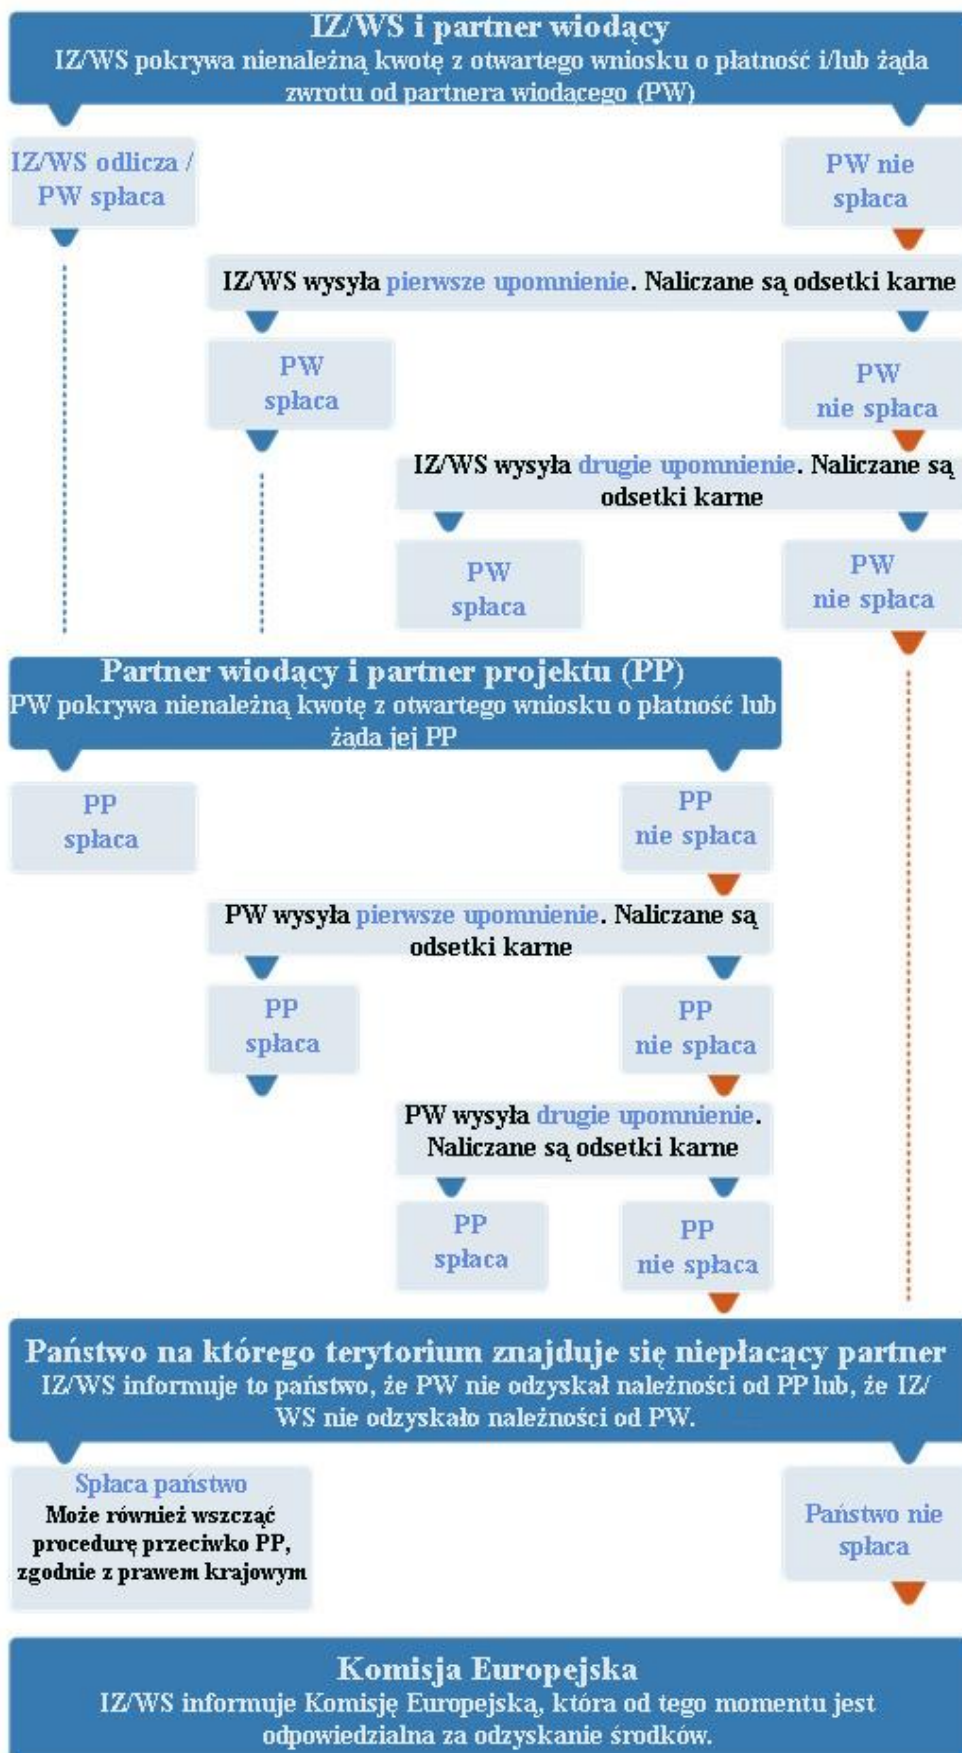 IZ/WS i partner wiodący
IZ/WS pokrywa nienależną kwotę z otwartego wniosku o płatność i/lub żąda
zwrotu od partnera wiodącego (PW)
IZ/WS odlicza /
PW spłaca
PW nie
spłaca
IZ/WS wysyła pierwsze upomnienie. Naliczane są odsetki karne
PW
spłaca
PW
nie spłaca
IZ/WS wysyła drugie upomnienie. Naliczane są
odsetki karne
PW
spłaca
PW
nie spłaca
Partner wiodący i partner projektu (PP)
PW pokrywa nienależną kwotę z otwartego wniosku o płatność lub
żąda jej PP
PP
spłaca
PP
nie spłaca
PW wysyła pierwsze upomnienie. Naliczane są
odsetki karne
PP
spłaca
PP
nie spłaca
PW wysyła drugie upomnienie.
Naliczane są odsetki karne
PP
spłaca
PP
nie spłaca
Państwo na którego terytorium znajduje się niepłacący partner
IZ/WS informuje to państwo, że PW nie odzyskał należności od PP lub, że IZ/
WS nie odzyskało należności od PW.
Spłaca państwo
Może również wszcząć
procedurę przeciwko PP,
zgodnie z prawem krajowym
Państwo nie
spłaca
Komisja Europejska
IZ/WS informuje Komisję Europejską, która od tego momentu jest
odpowiedzialna za odzyskanie środków.